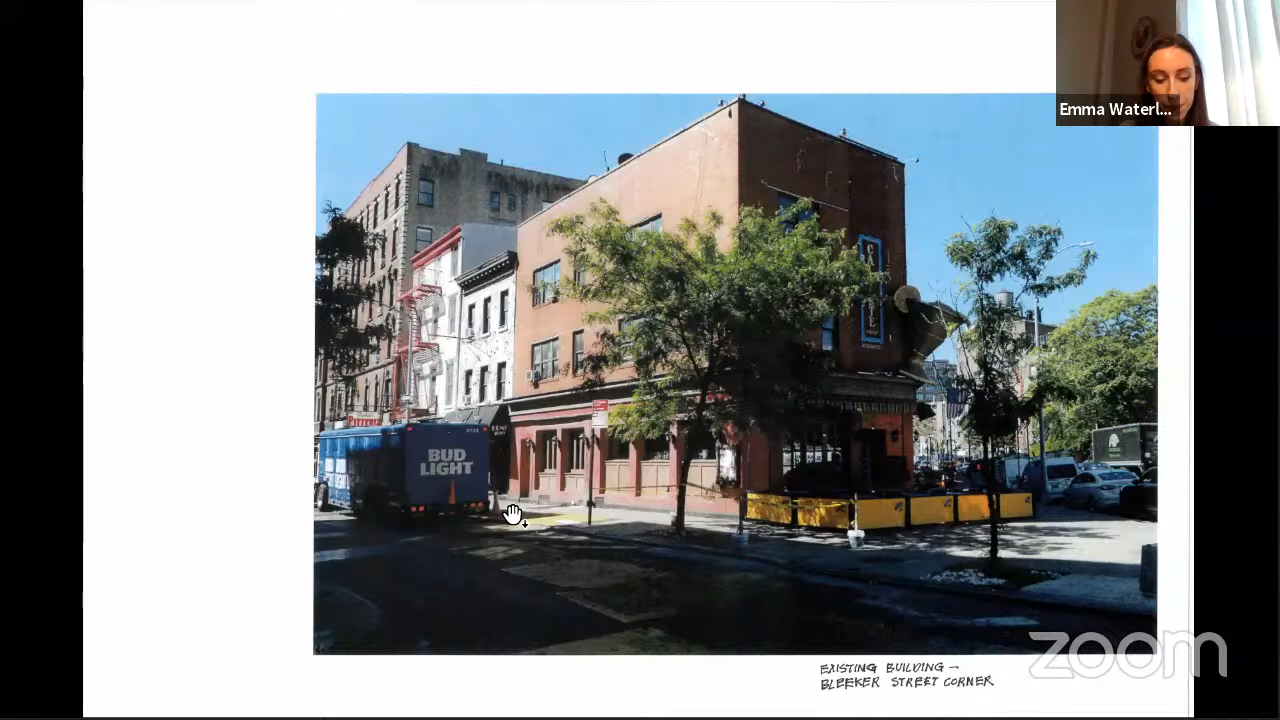 Emma Waterl...
BUD
LIGHT
EXISTING BUILDING –
BLEEKER STREET CORNER
zoom